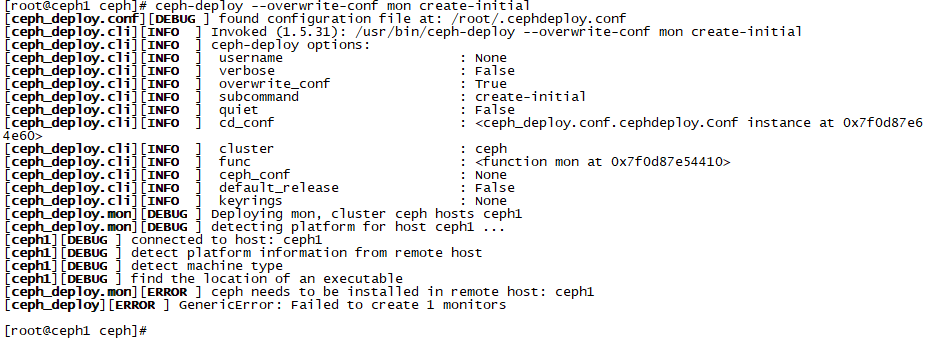 [root@ceph1 ceph]# ceph-deploy --overwrite-conf mon create-initial
[ceph_deploy.conf][DEBUG ] found configuration file at: /root/.cephdeploy.conf
[ceph_deploy.cli][INFO  ] Invoked (1.5.31): /usr/bin/ceph-deploy --overwrite-conf mon create-initial
[ceph_deploy.cli][INFO  ] ceph-deploy options:
[ceph_deploy.cli][INFO  ]  username                      : None
[ceph_deploy.cli][INFO  ]  verbose                       : False
[ceph_deploy.cli][INFO  ]  overwrite_conf                : True
[ceph_deploy.cli][INFO  ]  subcommand                    : create-initial
[ceph_deploy.cli][INFO  ]  quiet                         : False
[ceph_deploy.cli][INFO  ]  cd_conf                       : <ceph_deploy.conf.cephdeploy.Conf instance at 0x7f0d87e6
4e60>
[ceph_deploy.cli][INFO  ]  cluster                       : ceph
[ceph_deploy.cli][INFO  ]  func                          : <function mon at 0x7f0d87e54410>
[ceph_deploy.cli][INFO  ]  ceph_conf                     : None
[ceph_deploy.cli][INFO  ]  default_release               : False
[ceph_deploy.cli][INFO  ]  keyrings                      : None
[ceph_deploy.mon][DEBUG ] Deploying mon, cluster ceph hosts ceph1
[ceph_deploy.mon][DEBUG ] detecting platform for host ceph1 ...
[ceph1][DEBUG ] connected to host: ceph1
[ceph1][DEBUG ] detect platform information from remote host
[ceph1][DEBUG ] detect machine type
[ceph1][DEBUG ] find the location of an executable
[ceph_deploy.mon][ERROR ] ceph needs to be installed in remote host: ceph1
[ceph_deploy][ERROR ] GenericError: Failed to create 1 monitors
[root@ceph1 ceph]#